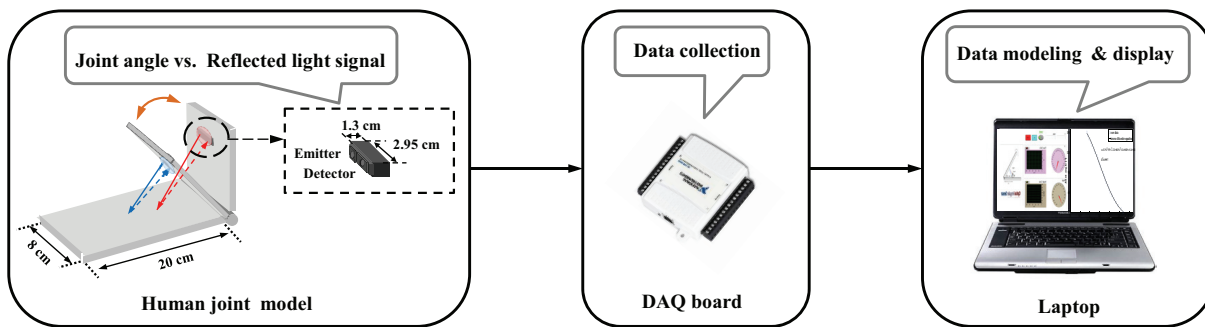 Joint angle vs. Reflected light signal
1.3 cm
2.95 cm
Emitter
Detector
8 cm
20 cm
Human joint model
Data collection
DAQ board
Data modeling & display
Laptop